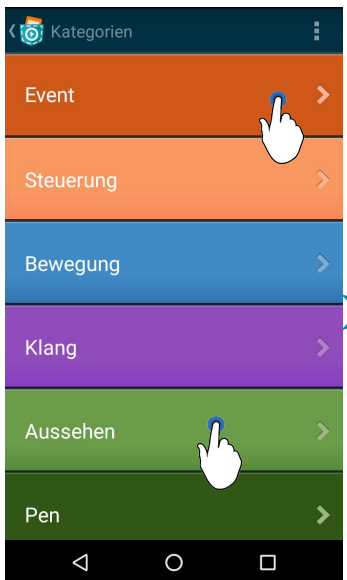 Kategorien
Event
Steuerung
Bewegung
Klang
Aussehen
Pen